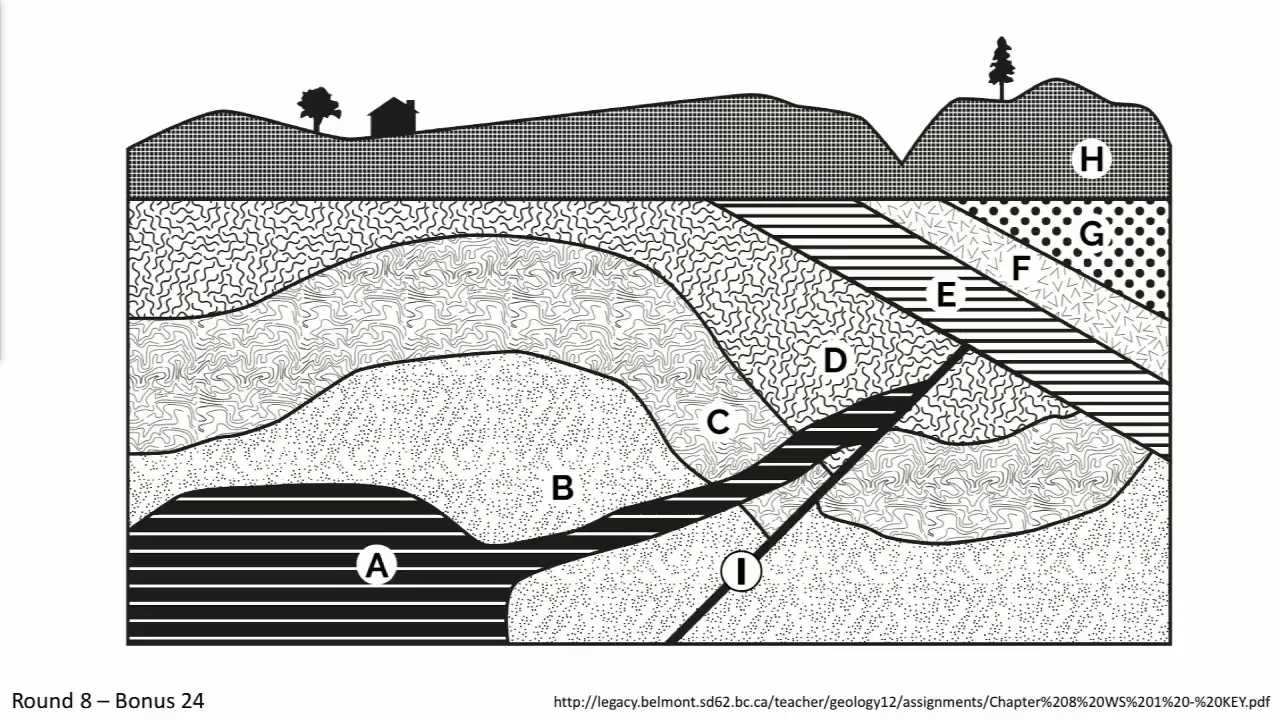 H
G
F
E
D
C
B
A
I
Round 8 – Bonus 24
http://legacy.belmont.sd62.bc.ca/teacher/geology12/assignments/Chapter%208%20WS%201%20-%20KEY.pdf